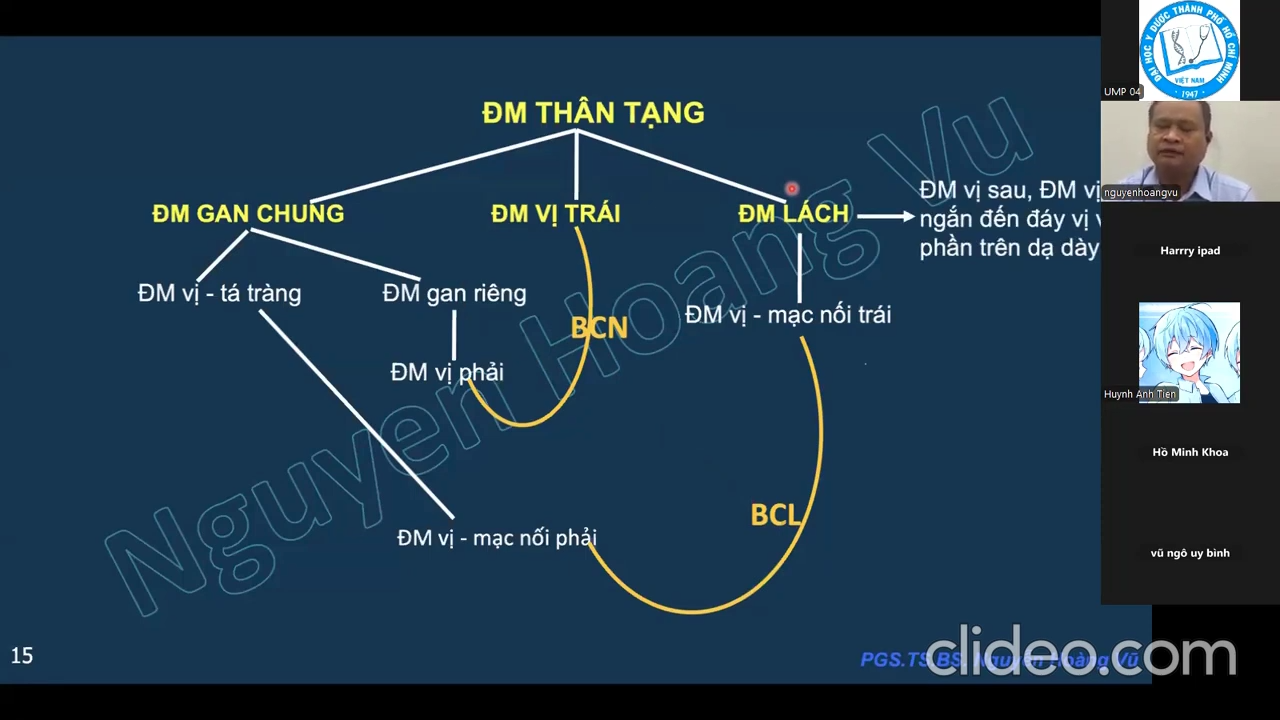 ĐM THÂN TẠNG
ĐM GAN CHUNG
ĐM VỊ TRÁI
ĐM LÁCH
ĐM vị sau, ĐM vị
ngắn đến đáy vị v
phần trên dạ dày
ĐM vị - tá tràng
ĐM gan riêng
ĐM vị - mạc nối trái
BCN
ĐM vị phải
BCL
ĐM vị - mạc nối phải
Nguyen Hoang Vu
15
PGS.TS.BS. Nguyễn Hoàng Vũ
clideo.com
ĐẠI HỌC Y DƯỢC THÀNH PHỐ HỒ CHÍ MINH
VIỆT NAM
1947
UMP 04
nguyenhoangvu
Harrry ipad
Huynh Anh Tien
Hồ Minh Khoa
vũ ngô uy bình